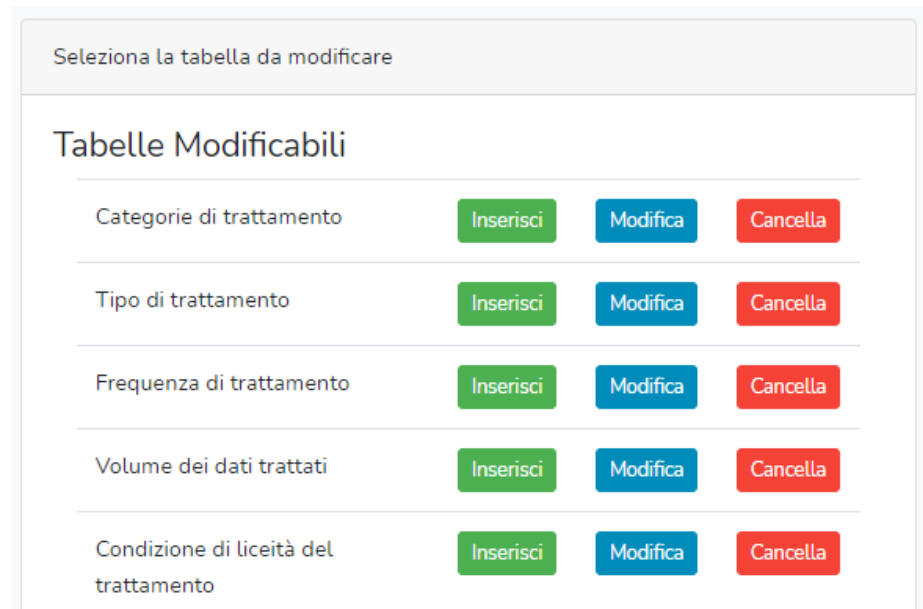 Seleziona la tabella da modificare
Tabelle Modificabili
Categorie di trattamento Inserisci Modifica Cancella
Tipo di trattamento Inserisci Modifica Cancella
Frequenza di trattamento Inserisci Modifica Cancella
Volume dei dati trattati Inserisci Modifica Cancella
Condizione di liceità del Inserisci Modifica Cancella
trattamento